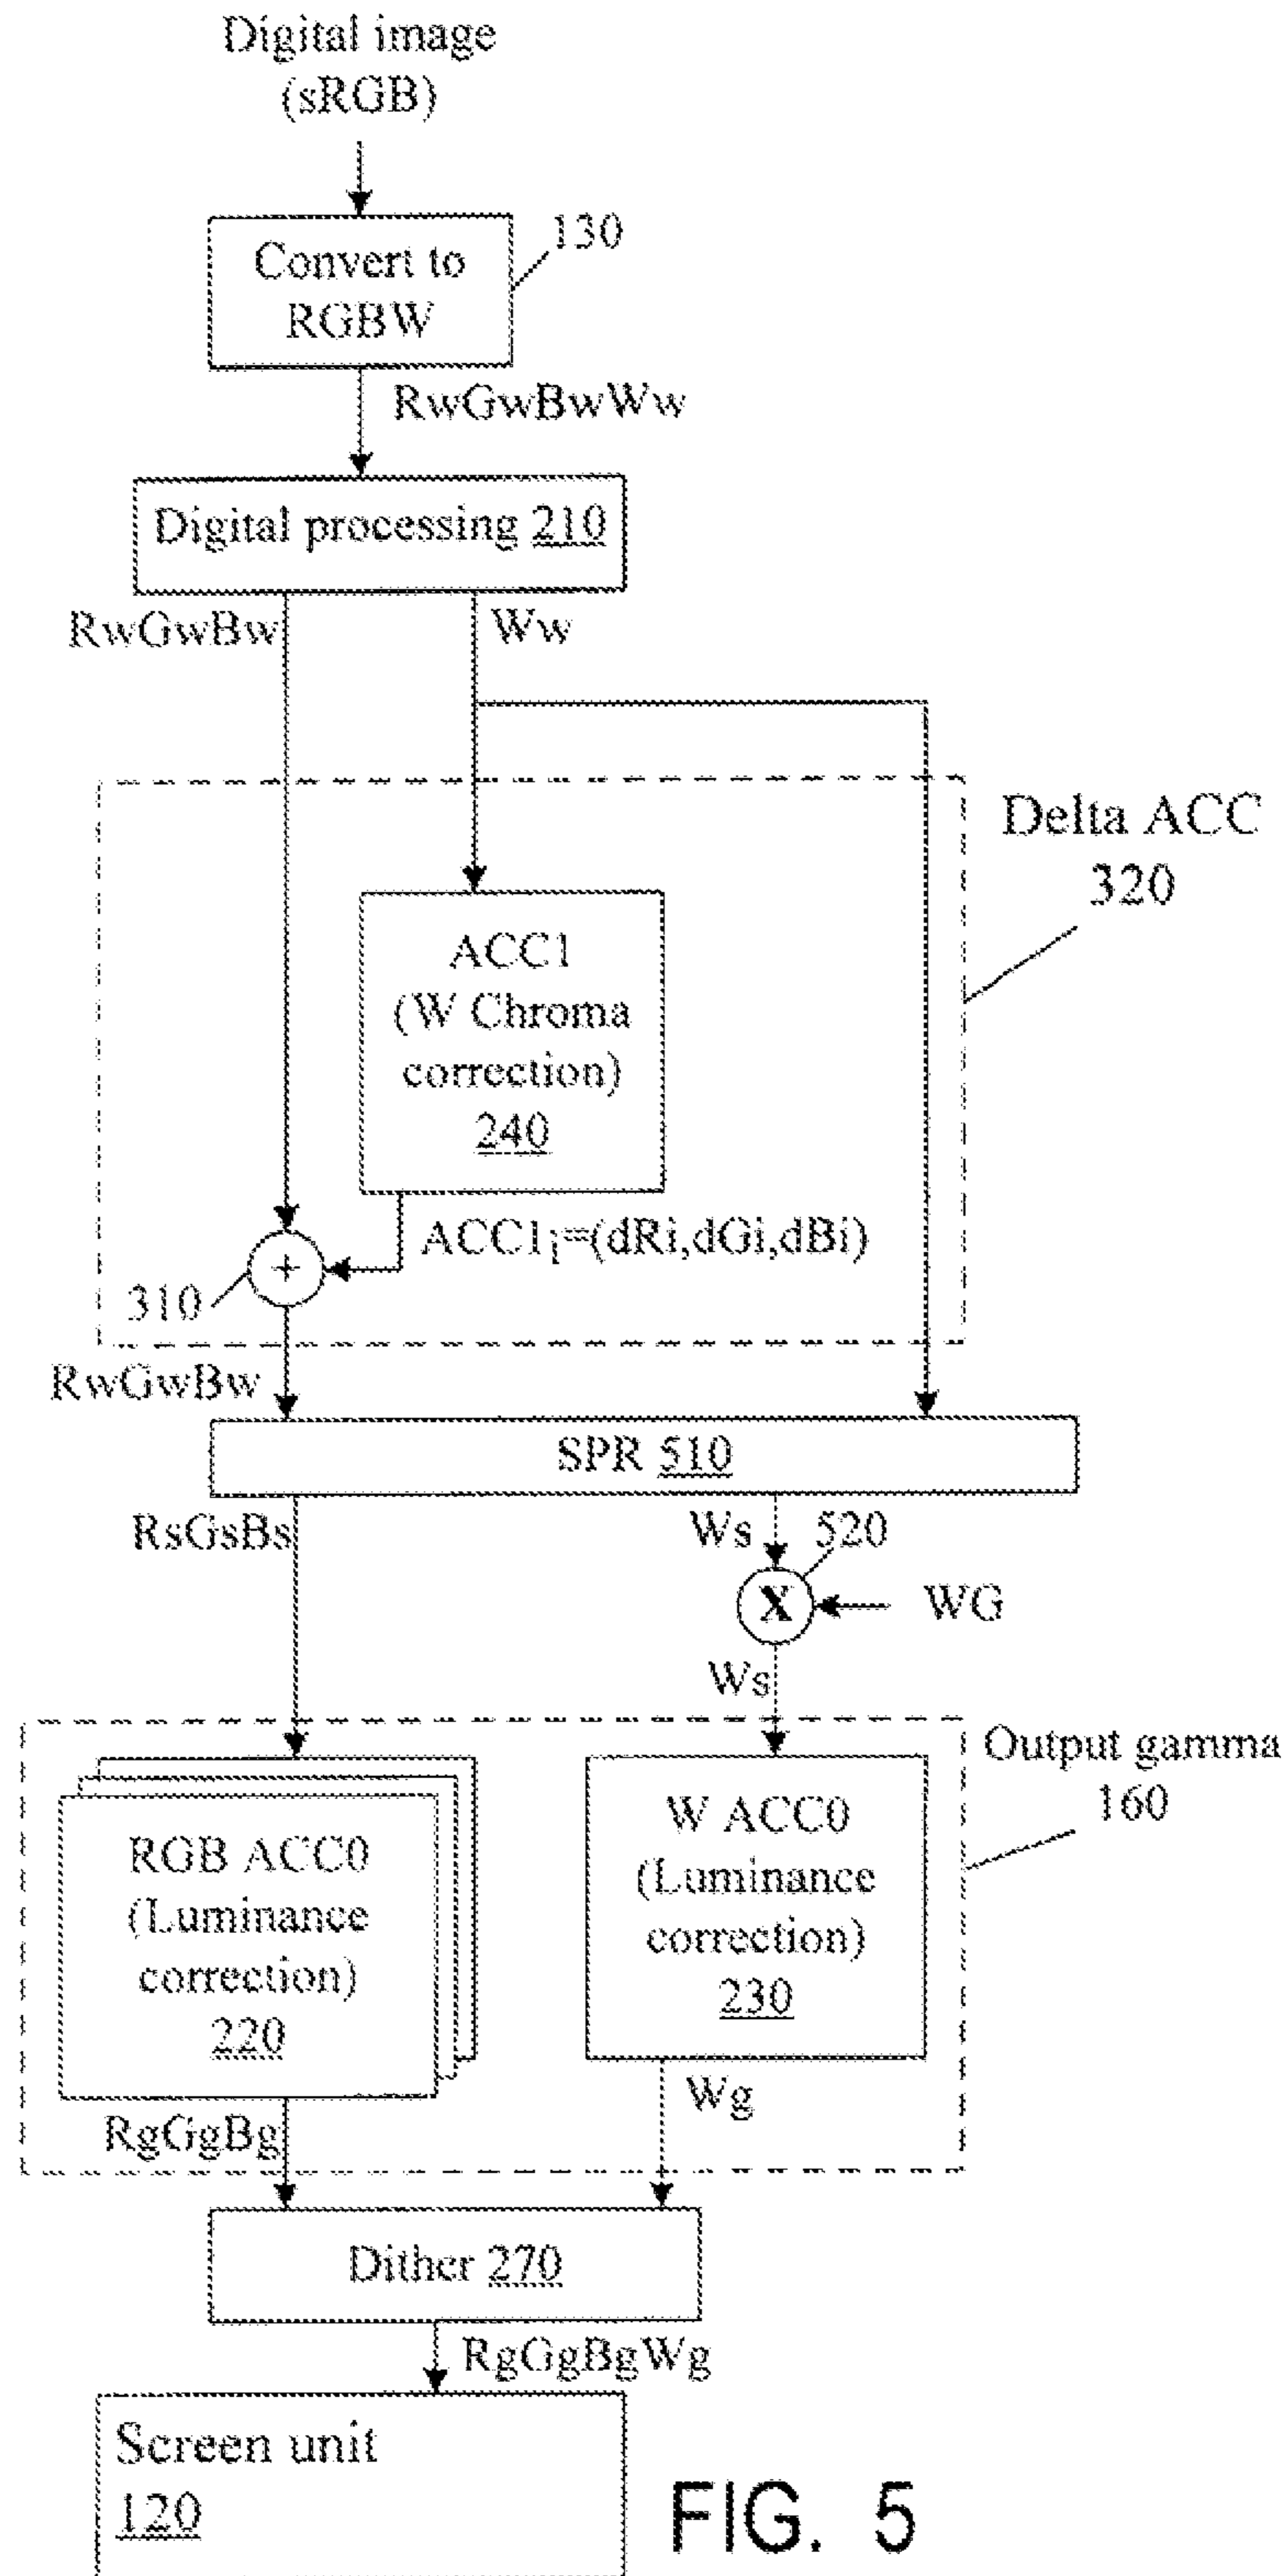 Digital image
(sRGB)
Convert to
RGBW
130
RwGwBwWw
Digital processing 210
RwGwBw
Ww
Delta ACC
320
ACC1
(W Chroma
correction)
240
ACC1i=(dRi,dGi,dBi)
+
310
RwGwBw
SPR 510
RsGsBs
Ws
520
X
WG
Ws
Output gamma
160
RGB ACC0
(Luminance
correction)
220
W ACC0
(Luminance
correction)
230
RgGgBg
Wg
Dither 270
RgGgBgWg
Screen unit
120
FIG. 5